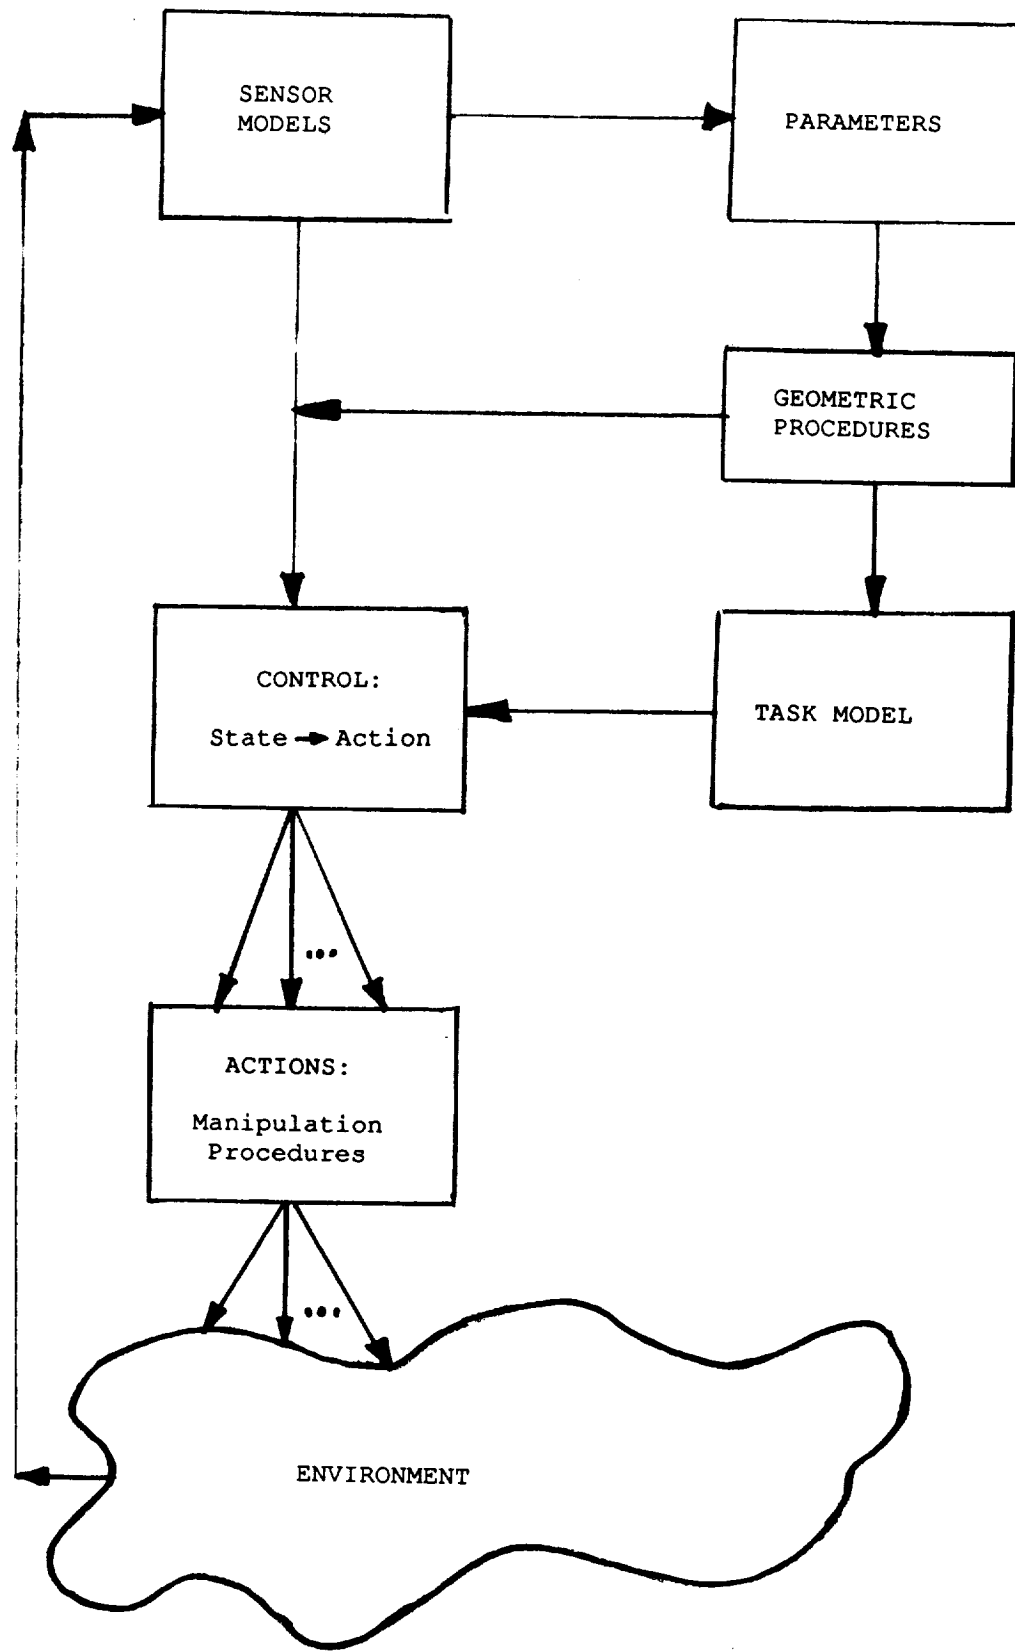 SENSOR
MODELS
PARAMETERS
GEOMETRIC
PROCEDURES
CONTROL:
State → Action
TASK MODEL
...
ACTIONS:
Manipulation
Procedures
...
ENVIRONMENT